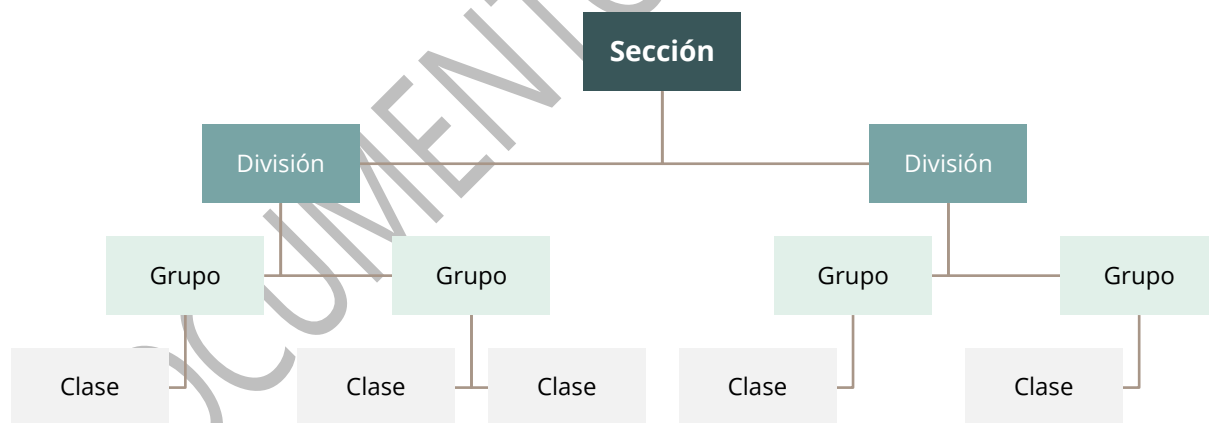 Sección
División
División
Grupo
Grupo
Grupo
Grupo
Clase
Clase
Clase
Clase
Clase